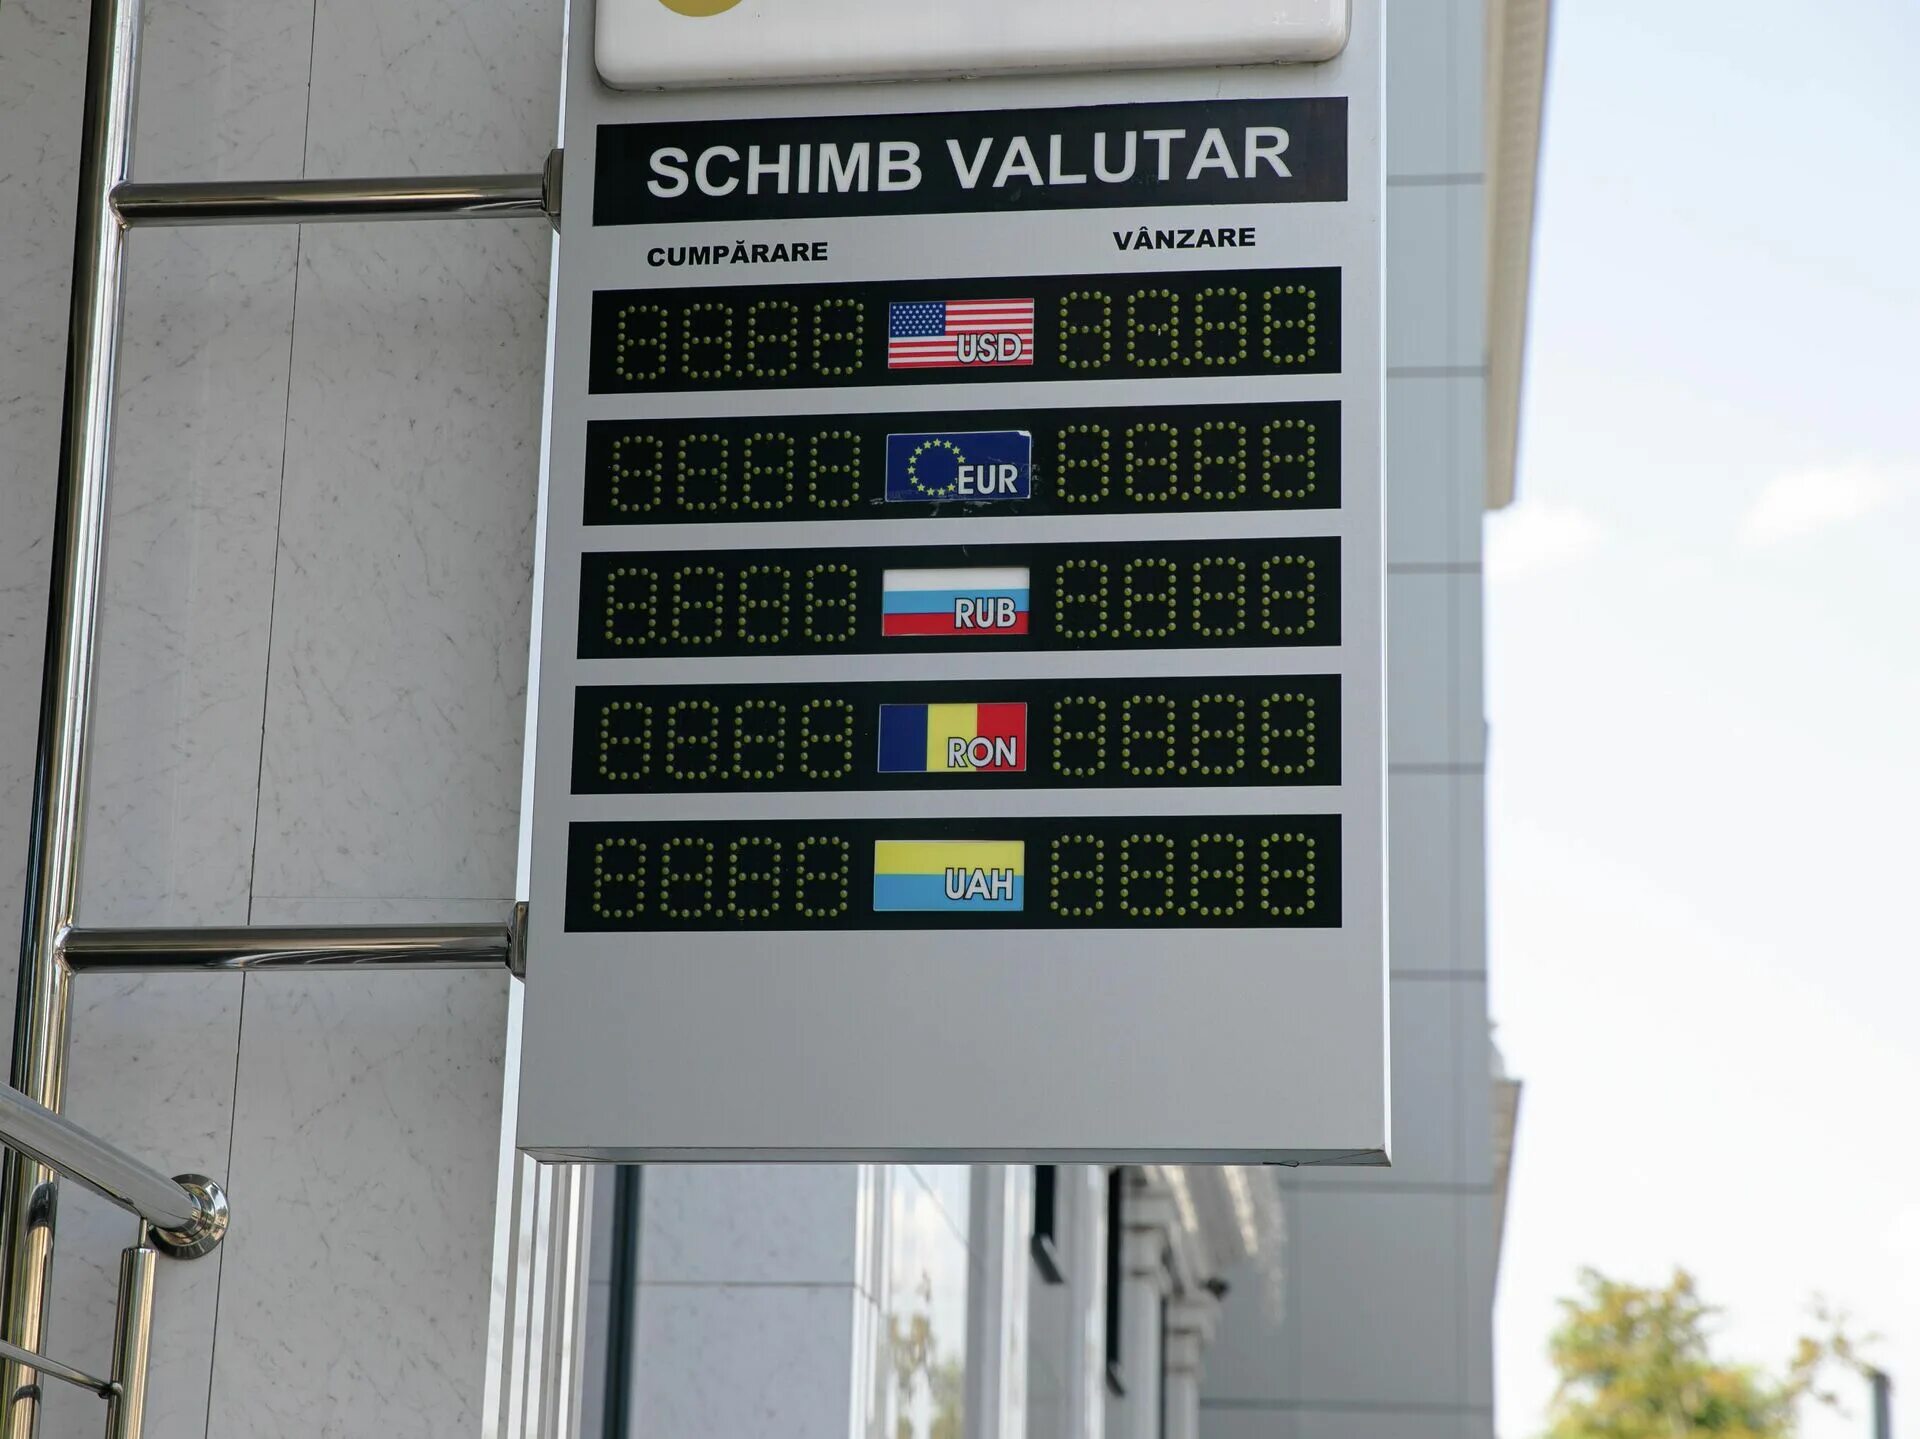 SCHIMB VALUTAR
CUMPĂRARE VÂNZARE
USD
EUR
RUB
RON
UAH